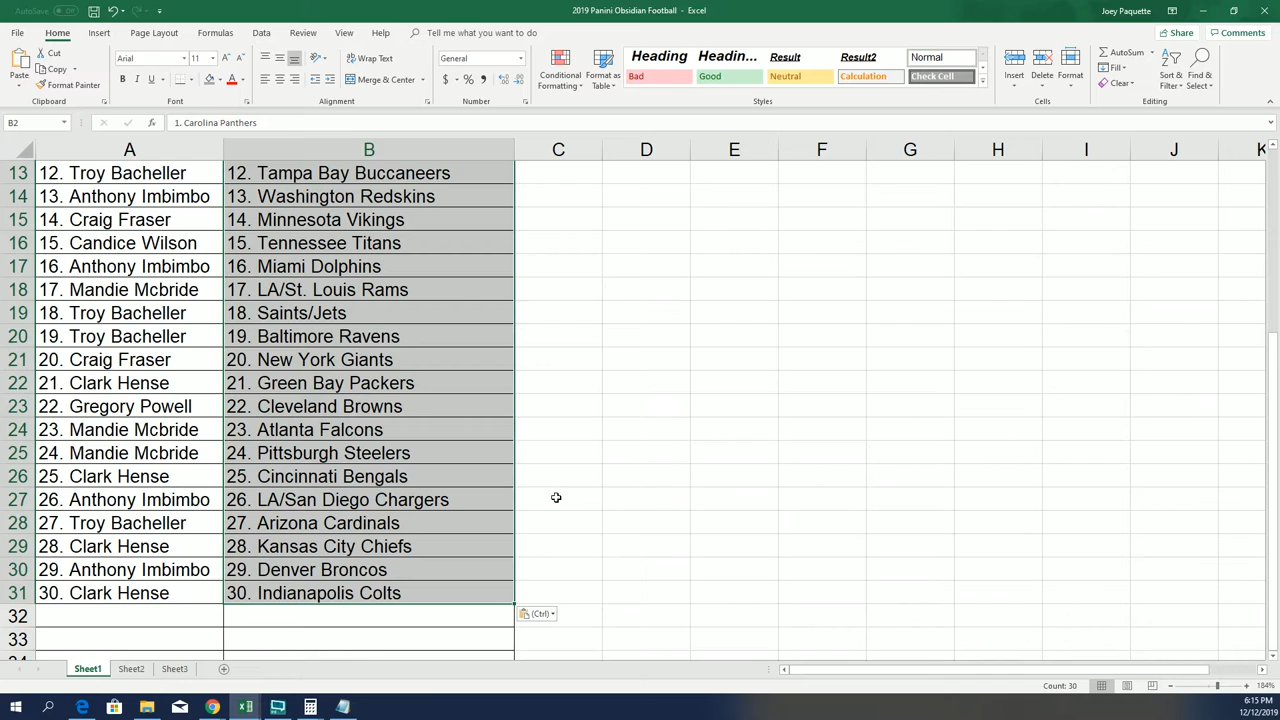 AutoSave Off
2019 Panini Obsidian Football - Excel
Joey Paquette
File Home Insert Page Layout Formulas Data Review View Help Tell me what you want to do Share Comments
Paste Cut Copy Format Painter Clipboard
Arial 11 B I U Font
Wrap Text Merge & Center Alignment
General $ % Number
Conditional Formatting Format as Table
Heading Headin... Result Result2 Normal
Bad Good Neutral Calculation Check Cell
Styles
Insert Delete Format Cells
AutoSum Fill Clear Sort & Filter Find & Select Editing
B2 fx 1. Carolina Panthers
A B C D E F G H I J K
13 12. Troy Bacheller 12. Tampa Bay Buccaneers
14 13. Anthony Imbimbo 13. Washington Redskins
15 14. Craig Fraser 14. Minnesota Vikings
16 15. Candice Wilson 15. Tennessee Titans
17 16. Anthony Imbimbo 16. Miami Dolphins
18 17. Mandie Mcbride 17. LA/St. Louis Rams
19 18. Troy Bacheller 18. Saints/Jets
20 19. Troy Bacheller 19. Baltimore Ravens
21 20. Craig Fraser 20. New York Giants
22 21. Clark Hense 21. Green Bay Packers
23 22. Gregory Powell 22. Cleveland Browns
24 23. Mandie Mcbride 23. Atlanta Falcons
25 24. Mandie Mcbride 24. Pittsburgh Steelers
26 25. Clark Hense 25. Cincinnati Bengals
27 26. Anthony Imbimbo 26. LA/San Diego Chargers
28 27. Troy Bacheller 27. Arizona Cardinals
29 28. Clark Hense 28. Kansas City Chiefs
30 29. Anthony Imbimbo 29. Denver Broncos
31 30. Clark Hense 30. Indianapolis Colts
32 (Ctrl)
33
34
Sheet1 Sheet2 Sheet3
Count: 30 184%
6:15 PM
12/12/2019